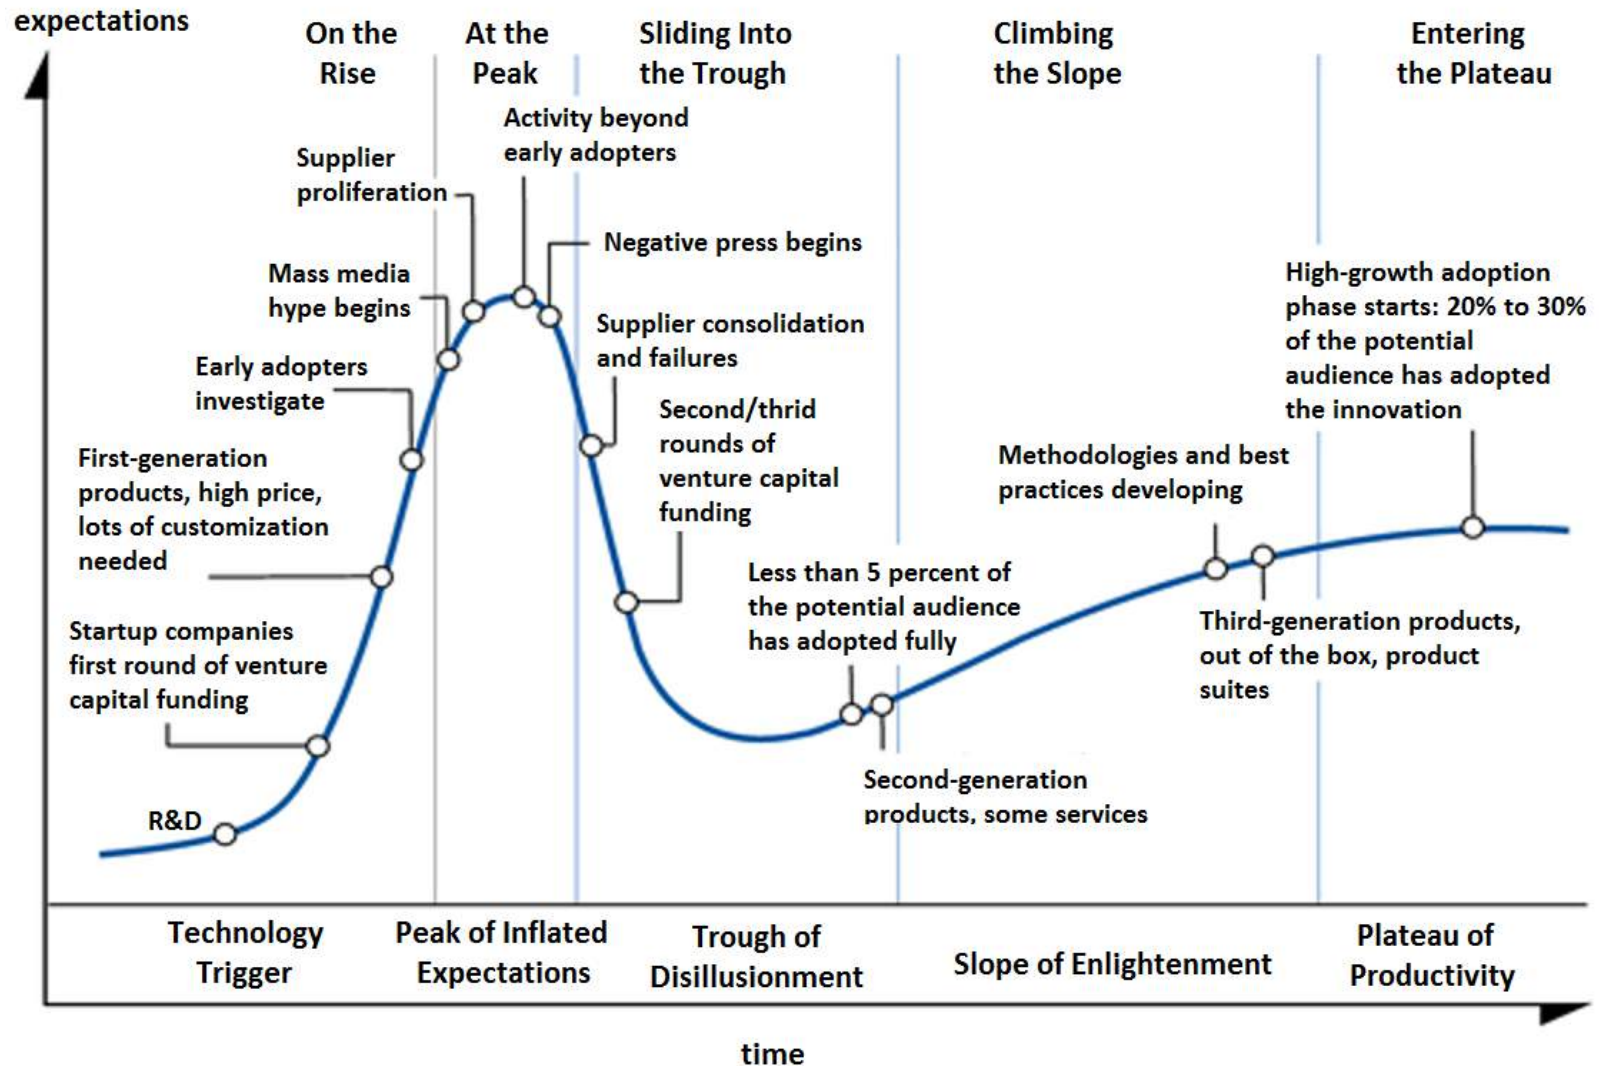 expectations
On the
Rise
At the
Peak
Sliding Into
the Trough
Climbing
the Slope
Entering
the Plateau
Activity beyond
early adopters
Supplier
proliferation
Negative press begins
Mass media
hype begins
High-growth adoption
phase starts: 20% to 30%
of the potential
audience has adopted
the innovation
Supplier consolidation
and failures
Early adopters
investigate
Second/thrid
rounds of
venture capital
funding
First-generation
products, high price,
lots of customization
needed
Methodologies and best
practices developing
Less than 5 percent of
the potential audience
has adopted fully
Startup companies
first round of venture
capital funding
Third-generation products,
out of the box, product
suites
Second-generation
products, some services
R&D
Technology
Trigger
Peak of Inflated
Expectations
Trough of
Disillusionment
Slope of Enlightenment
Plateau of
Productivity
time